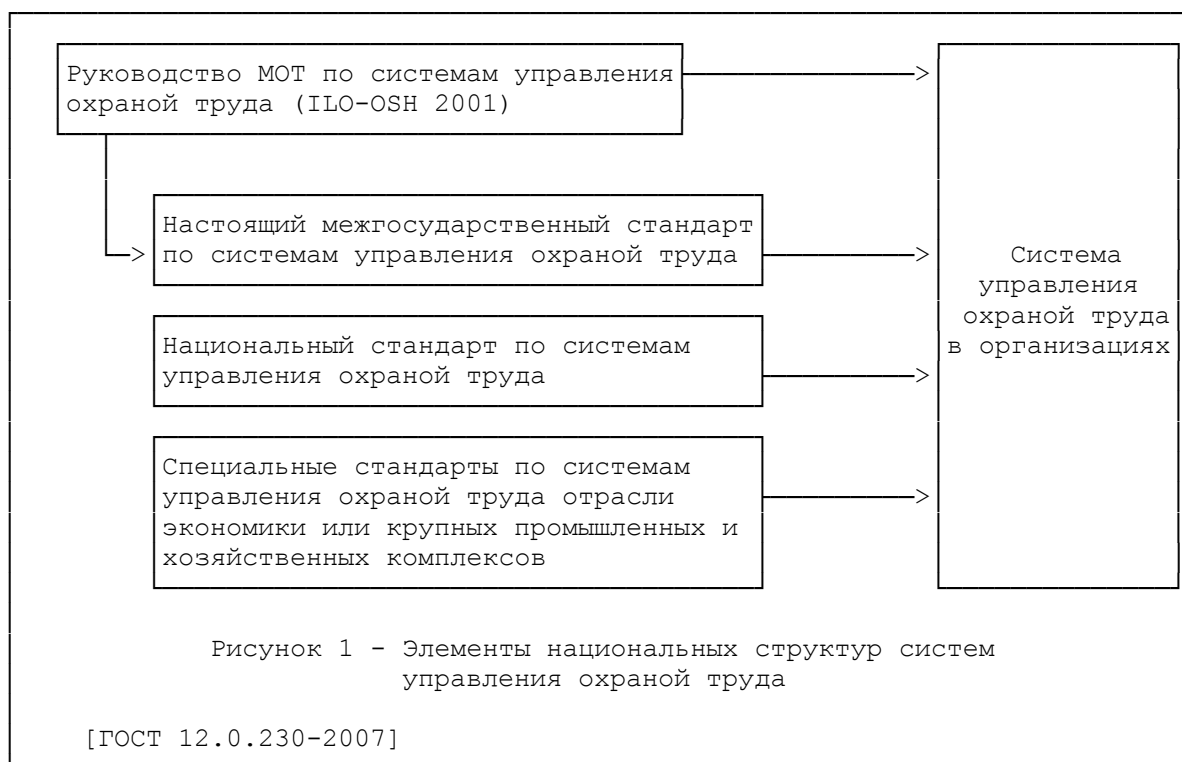 Руководство МОТ по системам управления
охраной труда (ILO-OSH 2001)
Настоящий межгосударственный стандарт
по системам управления охраной труда
Национальный стандарт по системам
управления охраной труда
Специальные стандарты по системам
управления охраной труда отрасли
экономики или крупных промышленных и
хозяйственных комплексов
Система
управления
охраной труда
в организациях
Рисунок 1 - Элементы национальных структур систем
управления охраной труда
[ГОСТ 12.0.230-2007]